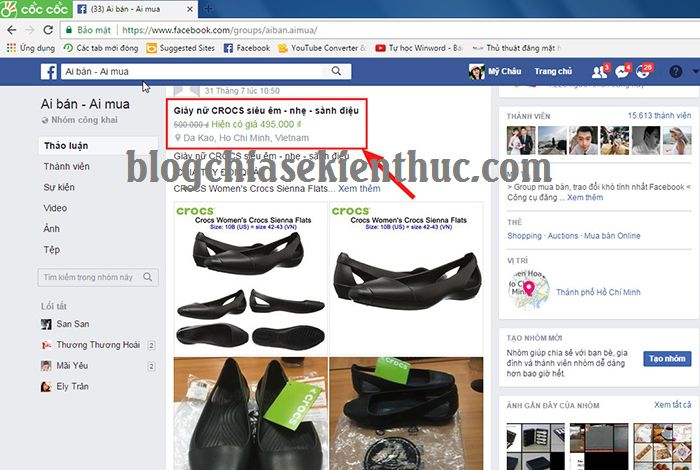 cốc cốc
(33) Ai bán - Ai mua
Bảo mật
https://www.facebook.com/groups/aiban.aimua/
Ứng dụng
Các tab mới đóng
Suggested Sites
Facebook
YouTube Converter &
Tự học Winword - Bả
Thủ thuật đáng mặt ch
Ai bán - Ai mua
Mỹ Châu
Trang chủ
3
4
26
Ai bán - Ai mua
Nhóm công khai
Thảo luận
Thành viên
Sự kiện
Video
Ảnh
Tệp
Tìm kiếm trong nhóm này
Lối tắt
San San
Thương Thương Hoài
2
Mãi Yêu
2
Ely Trân
31 Tháng 7 lúc 10:50
Giày nữ CROCS siêu êm - nhẹ - sành điệu
900.000 ₫ Hiện có giá 495.000 ₫
Da Kao, Ho Chi Minh, Vietnam
Giày nữ CROCS siêu êm - nhẹ - sành điệu
CROCS Women's Crocs Sienna Flats... Xem thêm
blogchiasekienthuc.com
crocs
Crocs Women's Crocs Sienna Flats
Size: 10B (US) = size 42-43 (VN)
crocs
Crocs Women's Crocs Sienna Flats
Size: 10B (US) = size 42-43 (VN)
crocs
THÀNH VIÊN
15.613 thành viên
> Group mua bán, trao đổi khó tính nhất Facebook <
Công cụ đăng ... Xem thêm
THẺ
Shopping · Auctions · Mua bán Online
VỊ TRÍ
Thành phố Hồ Chí Minh
TẠO NHÓM MỚI
Nhóm giúp chia sẻ với bạn bè, gia
đình và thành viên nhóm dễ dàng
hơn bao giờ hết.
Tạo nhóm
ẢNH GẦN ĐÂY CỦA NHÓM
Xem tất cả